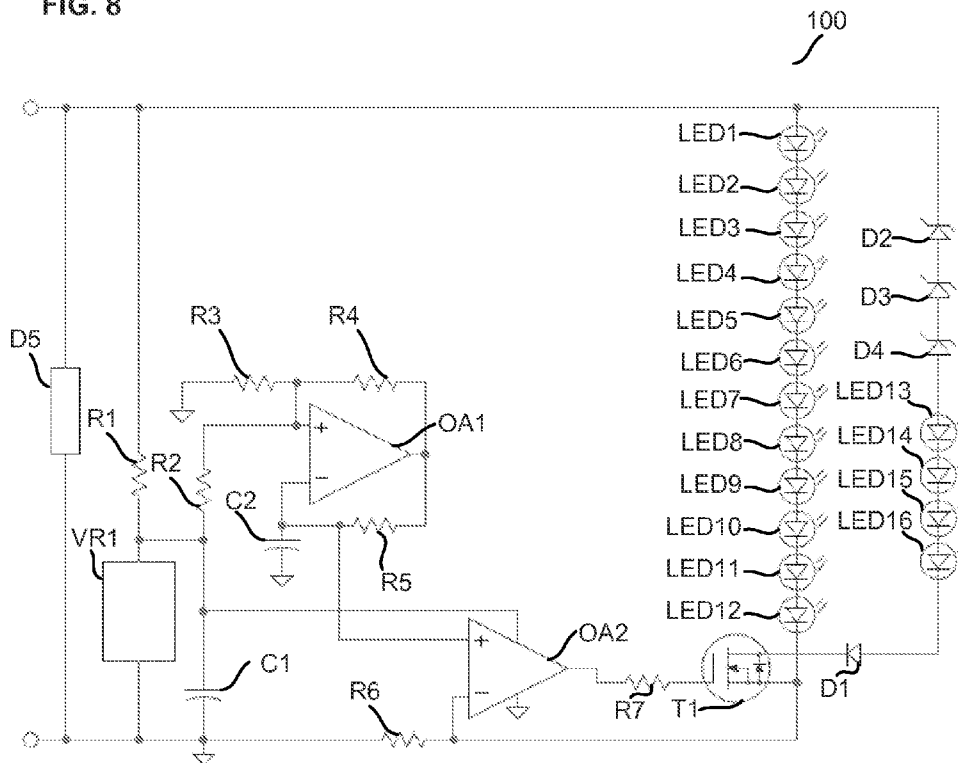 FIG. 8
100
LED1
LED2
LED3
LED4
LED5
LED6
LED7
LED8
LED9
LED10
LED11
LED12
D2
D3
D4
LED13
LED14
LED15
LED16
D5
R1
R2
R3
R4
+
−
OA1
C2
R5
VR1
C1
+
−
OA2
R6
R7
T1
D1